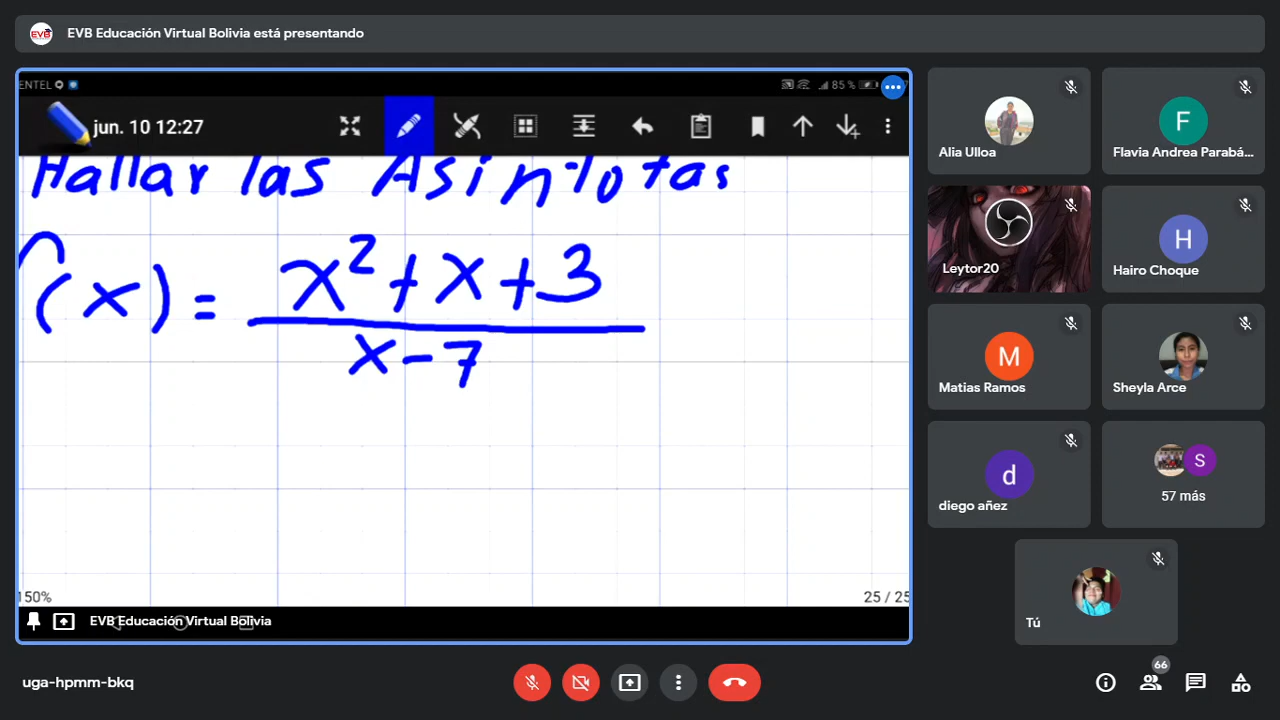 EVB Educación Virtual Bolivia está presentando
ENTEL 85 %
jun. 10 12:27
Hallar las Asintotas
f(x) = x²+x+3
x-7
150%
25 / 25
EVB Educación Virtual Bolivia
Alia Ulloa
F
Flavia Andrea Parabá...
Leytor20
H
Hairo Choque
M
Matias Ramos
Sheyla Arce
d
diego añez
S
57 más
Tú
uga-hpmm-bkq
66